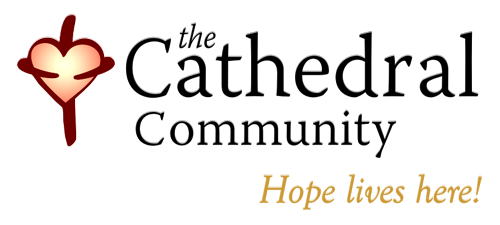 the
Cathedral
Community
Hope lives here!